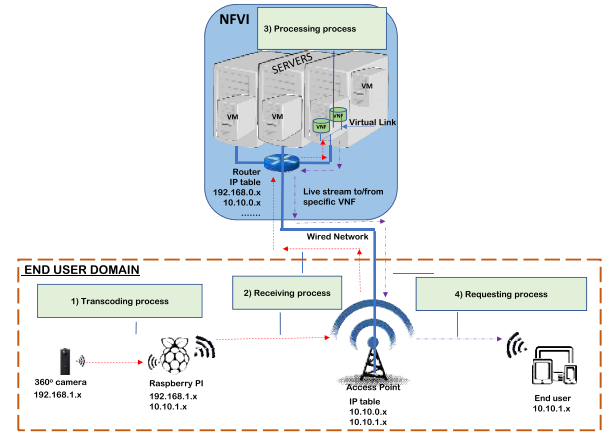 NFVI
3) Processing process
SERVERS
VM
VM
VM
VNF
VNF
Virtual Link
Router
IP table
192.168.0.x
10.10.0.x
.......
Live stream to/from
specific VNF
Wired Network
END USER DOMAIN
1) Transcoding process
2) Receiving process
4) Requesting process
360º camera
192.168.1.x
Raspberry PI
192.168.1.x
10.10.1.x
Access Point
IP table
10.10.0.x
10.10.1.x
End user
10.10.1.x